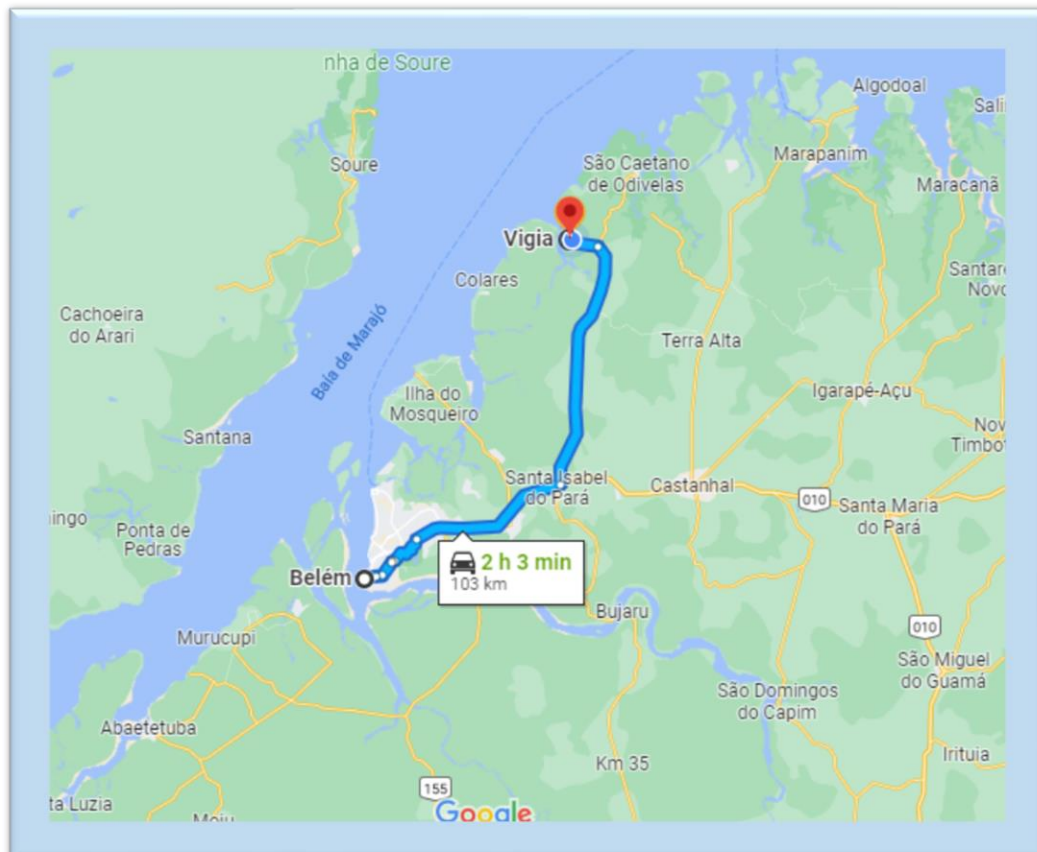 nha de Soure
Algodoal
Sali
Soure
São Caetano
de Odivelas
Marapanim
Maracanã
Vigia
Colares
Santar
Novo
Cachoeira
do Arari
Baía de Marajó
Terra Alta
Ilha do
Mosqueiro
Igarapé-Açu
Santana
Nov
Timbot
Santa Isabel
do Pará
Castanhal
010
Santa Maria
do Pará
ingo
Ponta de
Pedras
2 h 3 min
103 km
Belém
Bujaru
Murucupi
010
São Miguel
do Guamá
São Domingos
do Capim
Abaetetuba
Km 35
Irituia
155
ta Luzia
Moju
Google